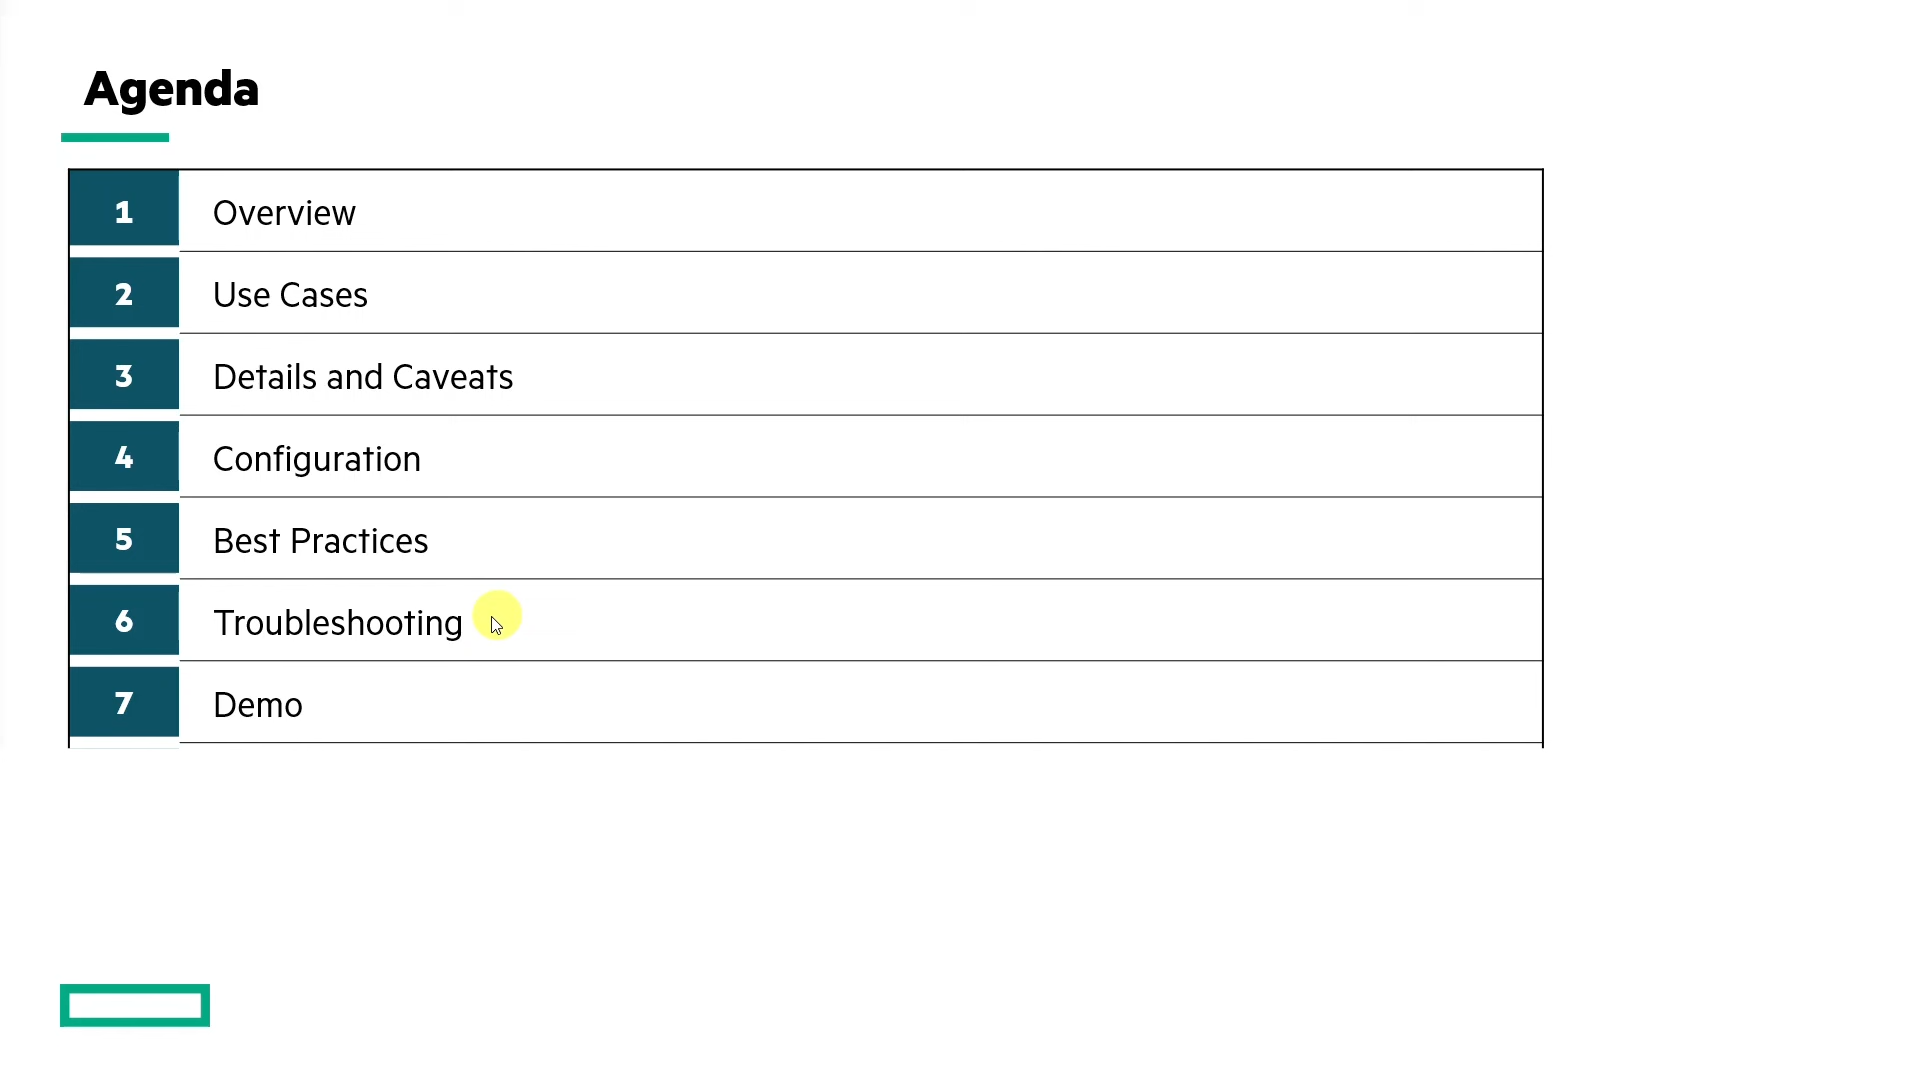 Agenda
1 Overview
2 Use Cases
3 Details and Caveats
4 Configuration
5 Best Practices
6 Troubleshooting
7 Demo